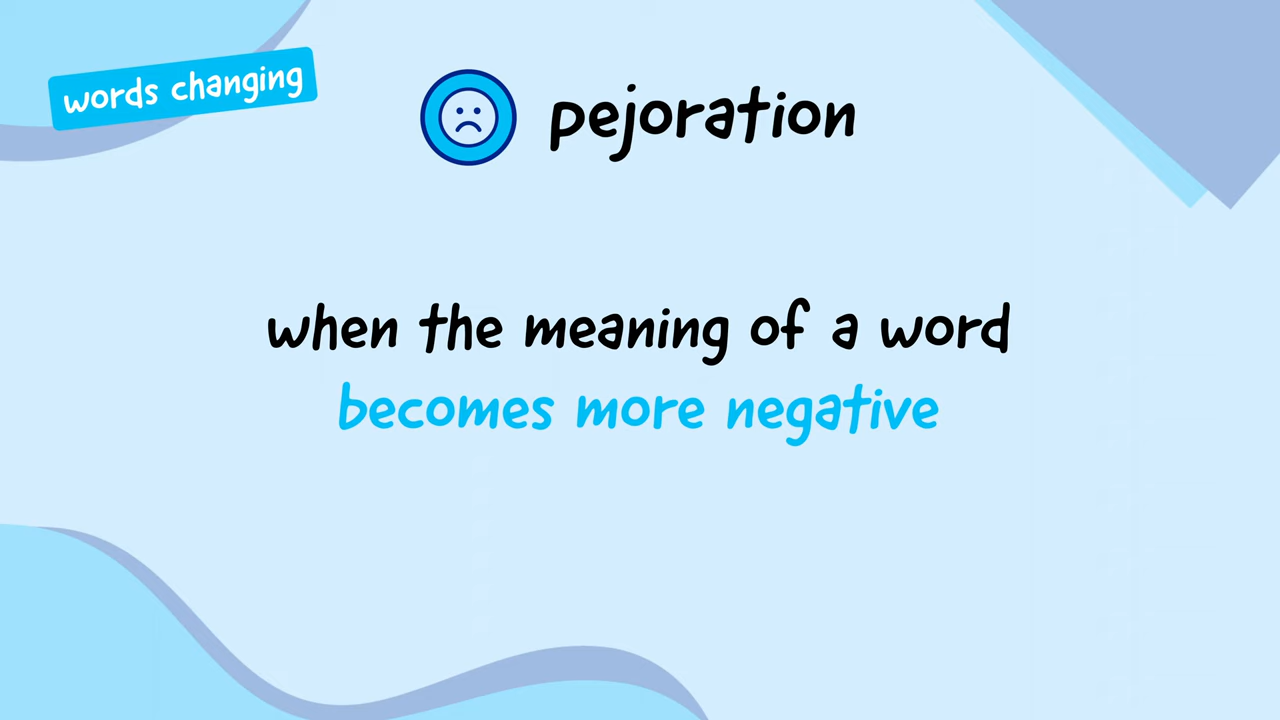 words changing
pejoration
when the meaning of a word
becomes more negative